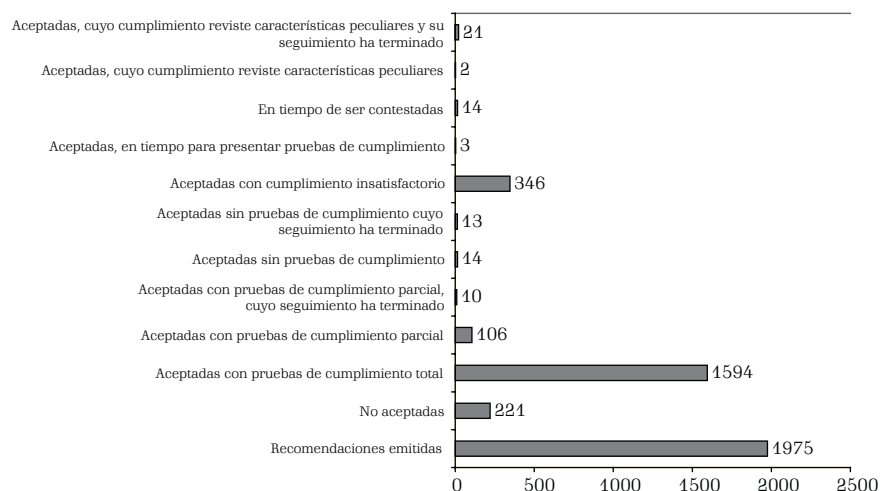 Aceptadas, cuyo cumplimiento reviste características peculiares y su
seguimiento ha terminado
21
Aceptadas, cuyo cumplimiento reviste características peculiares
2
En tiempo de ser contestadas
14
Aceptadas, en tiempo para presentar pruebas de cumplimiento
3
Aceptadas con cumplimiento insatisfactorio
346
Aceptadas sin pruebas de cumplimiento cuyo
seguimiento ha terminado
13
Aceptadas sin pruebas de cumplimiento
14
Aceptadas con pruebas de cumplimiento parcial,
cuyo seguimiento ha terminado
10
Aceptadas con pruebas de cumplimiento parcial
106
Aceptadas con pruebas de cumplimiento total
1594
No aceptadas
221
Recomendaciones emitidas
1975
0 500 1000 1500 2000 2500